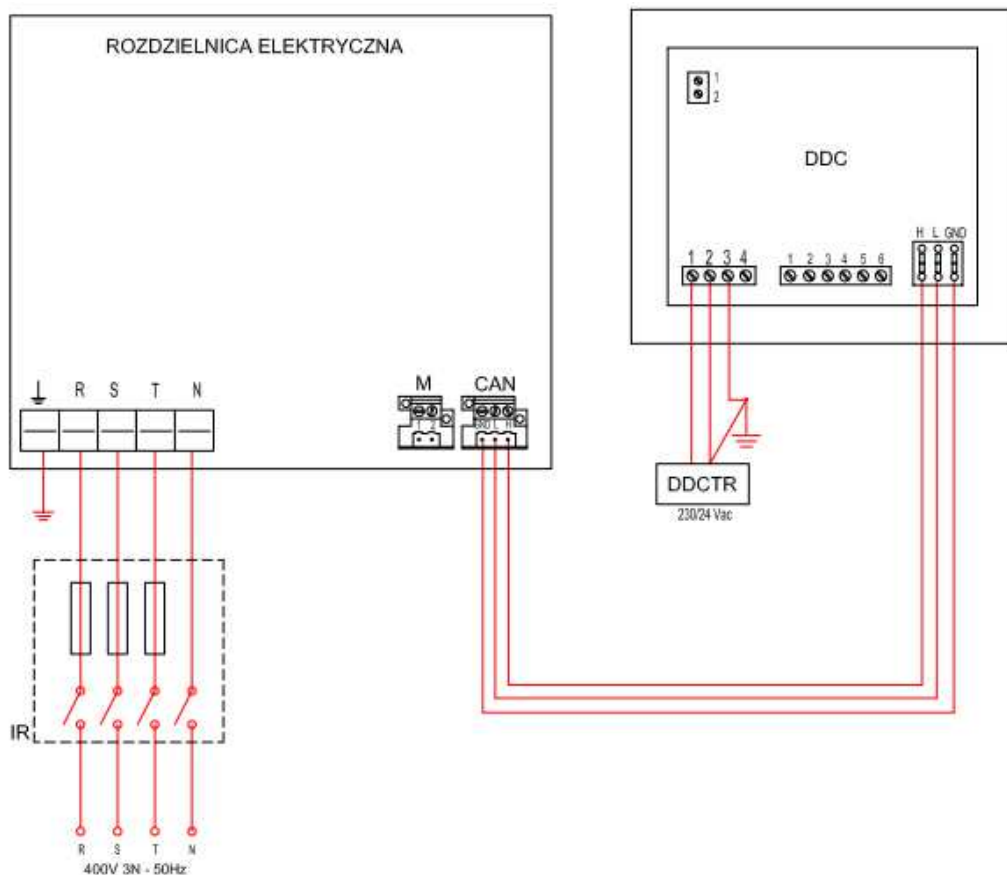 ROZDZIELNICA ELEKTRYCZNA
1
2
DDC
H L GND
1 2 3 4
1 2 3 4 5 6
R S T N
M
CAN
1 2
GRD L H
DDCTR
230/24 Vac
IR
R S T N
400V 3N - 50Hz